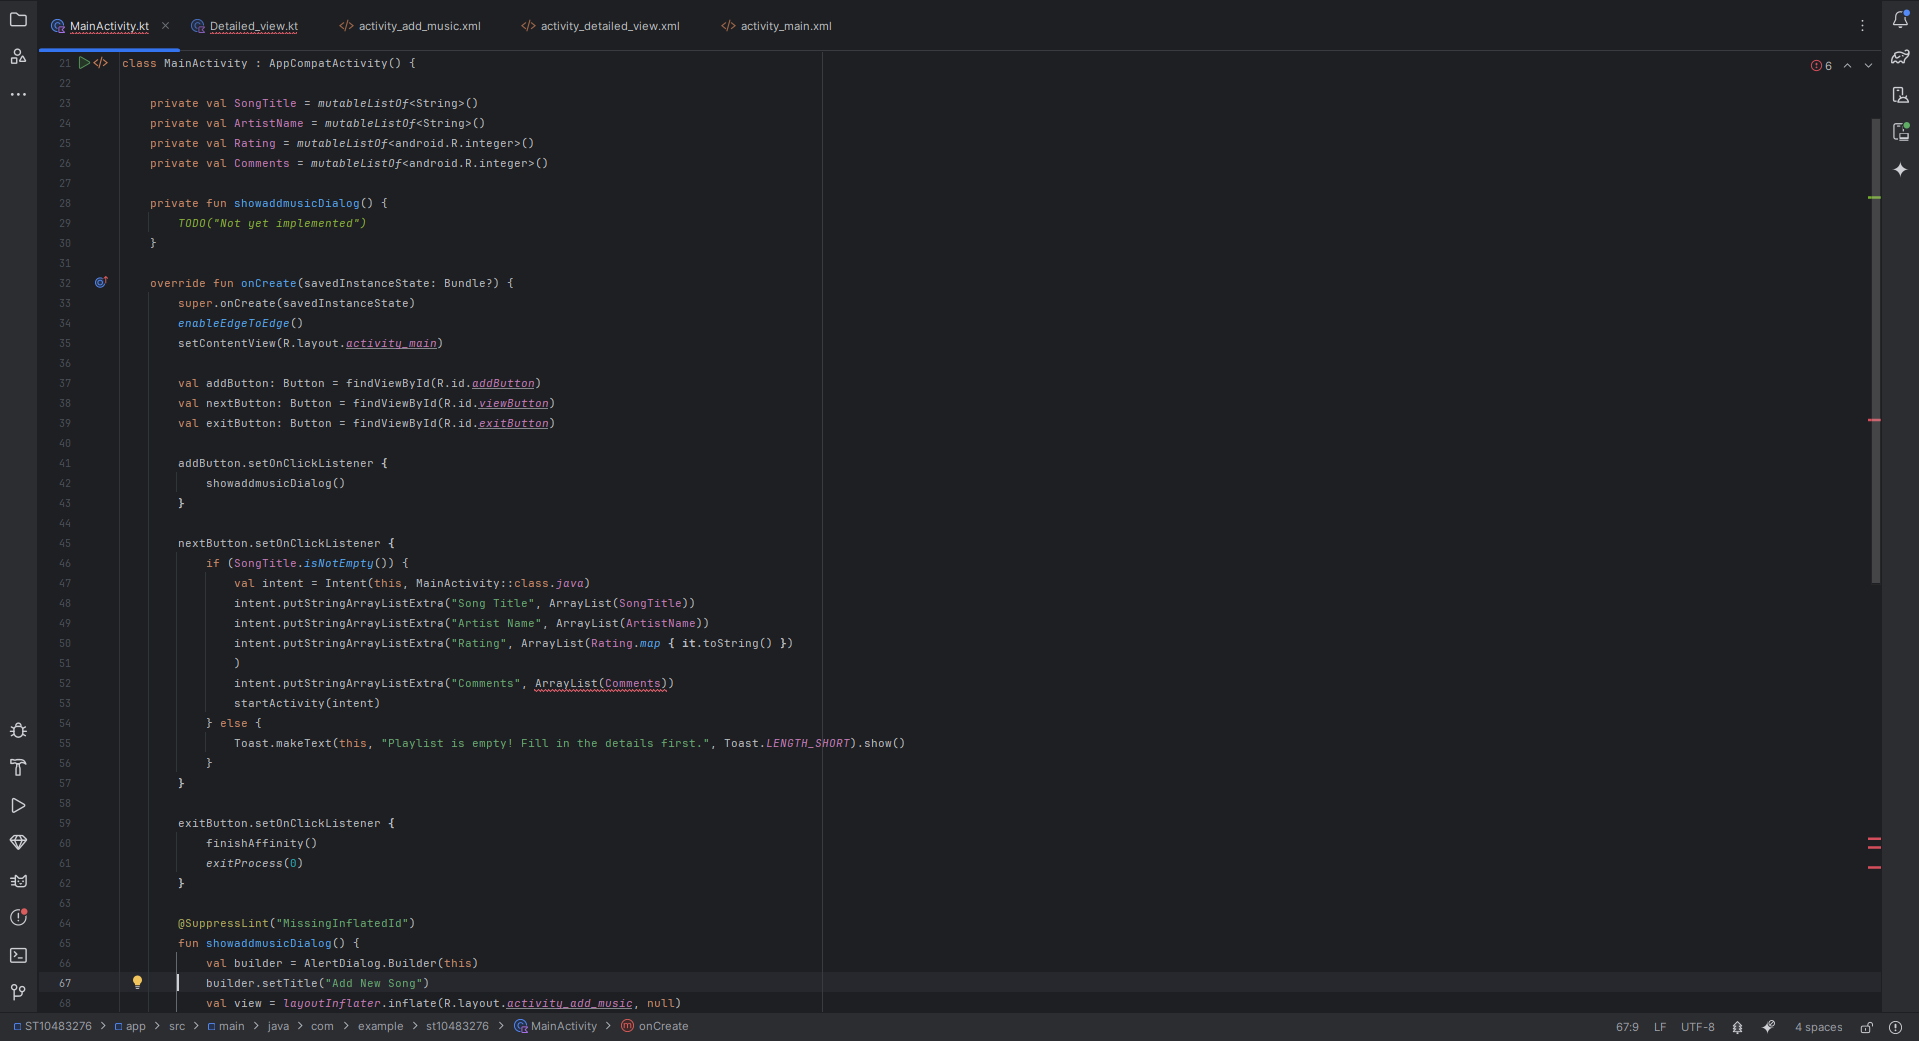 MainActivity.kt
Detailed_view.kt
activity_add_music.xml
activity_detailed_view.xml
activity_main.xml
6
21 class MainActivity : AppCompatActivity() {
22
23 private val SongTitle = mutableListOf<String>()
24 private val ArtistName = mutableListOf<String>()
25 private val Rating = mutableListOf<android.R.integer>()
26 private val Comments = mutableListOf<android.R.integer>()
27
28 private fun showaddmusicDialog() {
29 TODO("Not yet implemented")
30 }
31
32 override fun onCreate(savedInstanceState: Bundle?) {
33 super.onCreate(savedInstanceState)
34 enableEdgeToEdge()
35 setContentView(R.layout.activity_main)
36
37 val addButton: Button = findViewById(R.id.addButton)
38 val nextButton: Button = findViewById(R.id.viewButton)
39 val exitButton: Button = findViewById(R.id.exitButton)
40
41 addButton.setOnClickListener {
42 showaddmusicDialog()
43 }
44
45 nextButton.setOnClickListener {
46 if (SongTitle.isNotEmpty()) {
47 val intent = Intent(this, MainActivity::class.java)
48 intent.putStringArrayListExtra("Song Title", ArrayList(SongTitle))
49 intent.putStringArrayListExtra("Artist Name", ArrayList(ArtistName))
50 intent.putStringArrayListExtra("Rating", ArrayList(Rating.map { it.toString() })
51 )
52 intent.putStringArrayListExtra("Comments", ArrayList(Comments))
53 startActivity(intent)
54 } else {
55 Toast.makeText(this, "Playlist is empty! Fill in the details first.", Toast.LENGTH_SHORT).show()
56 }
57 }
58
59 exitButton.setOnClickListener {
60 finishAffinity()
61 exitProcess(0)
62 }
63
64 @SuppressLint("MissingInflatedId")
65 fun showaddmusicDialog() {
66 val builder = AlertDialog.Builder(this)
67 builder.setTitle("Add New Song")
68 val view = layoutInflater.inflate(R.layout.activity_add_music, null)
ST10483276 > app > src > main > java > com > example > st10483276 > MainActivity > onCreate
67:9 LF UTF-8 4 spaces